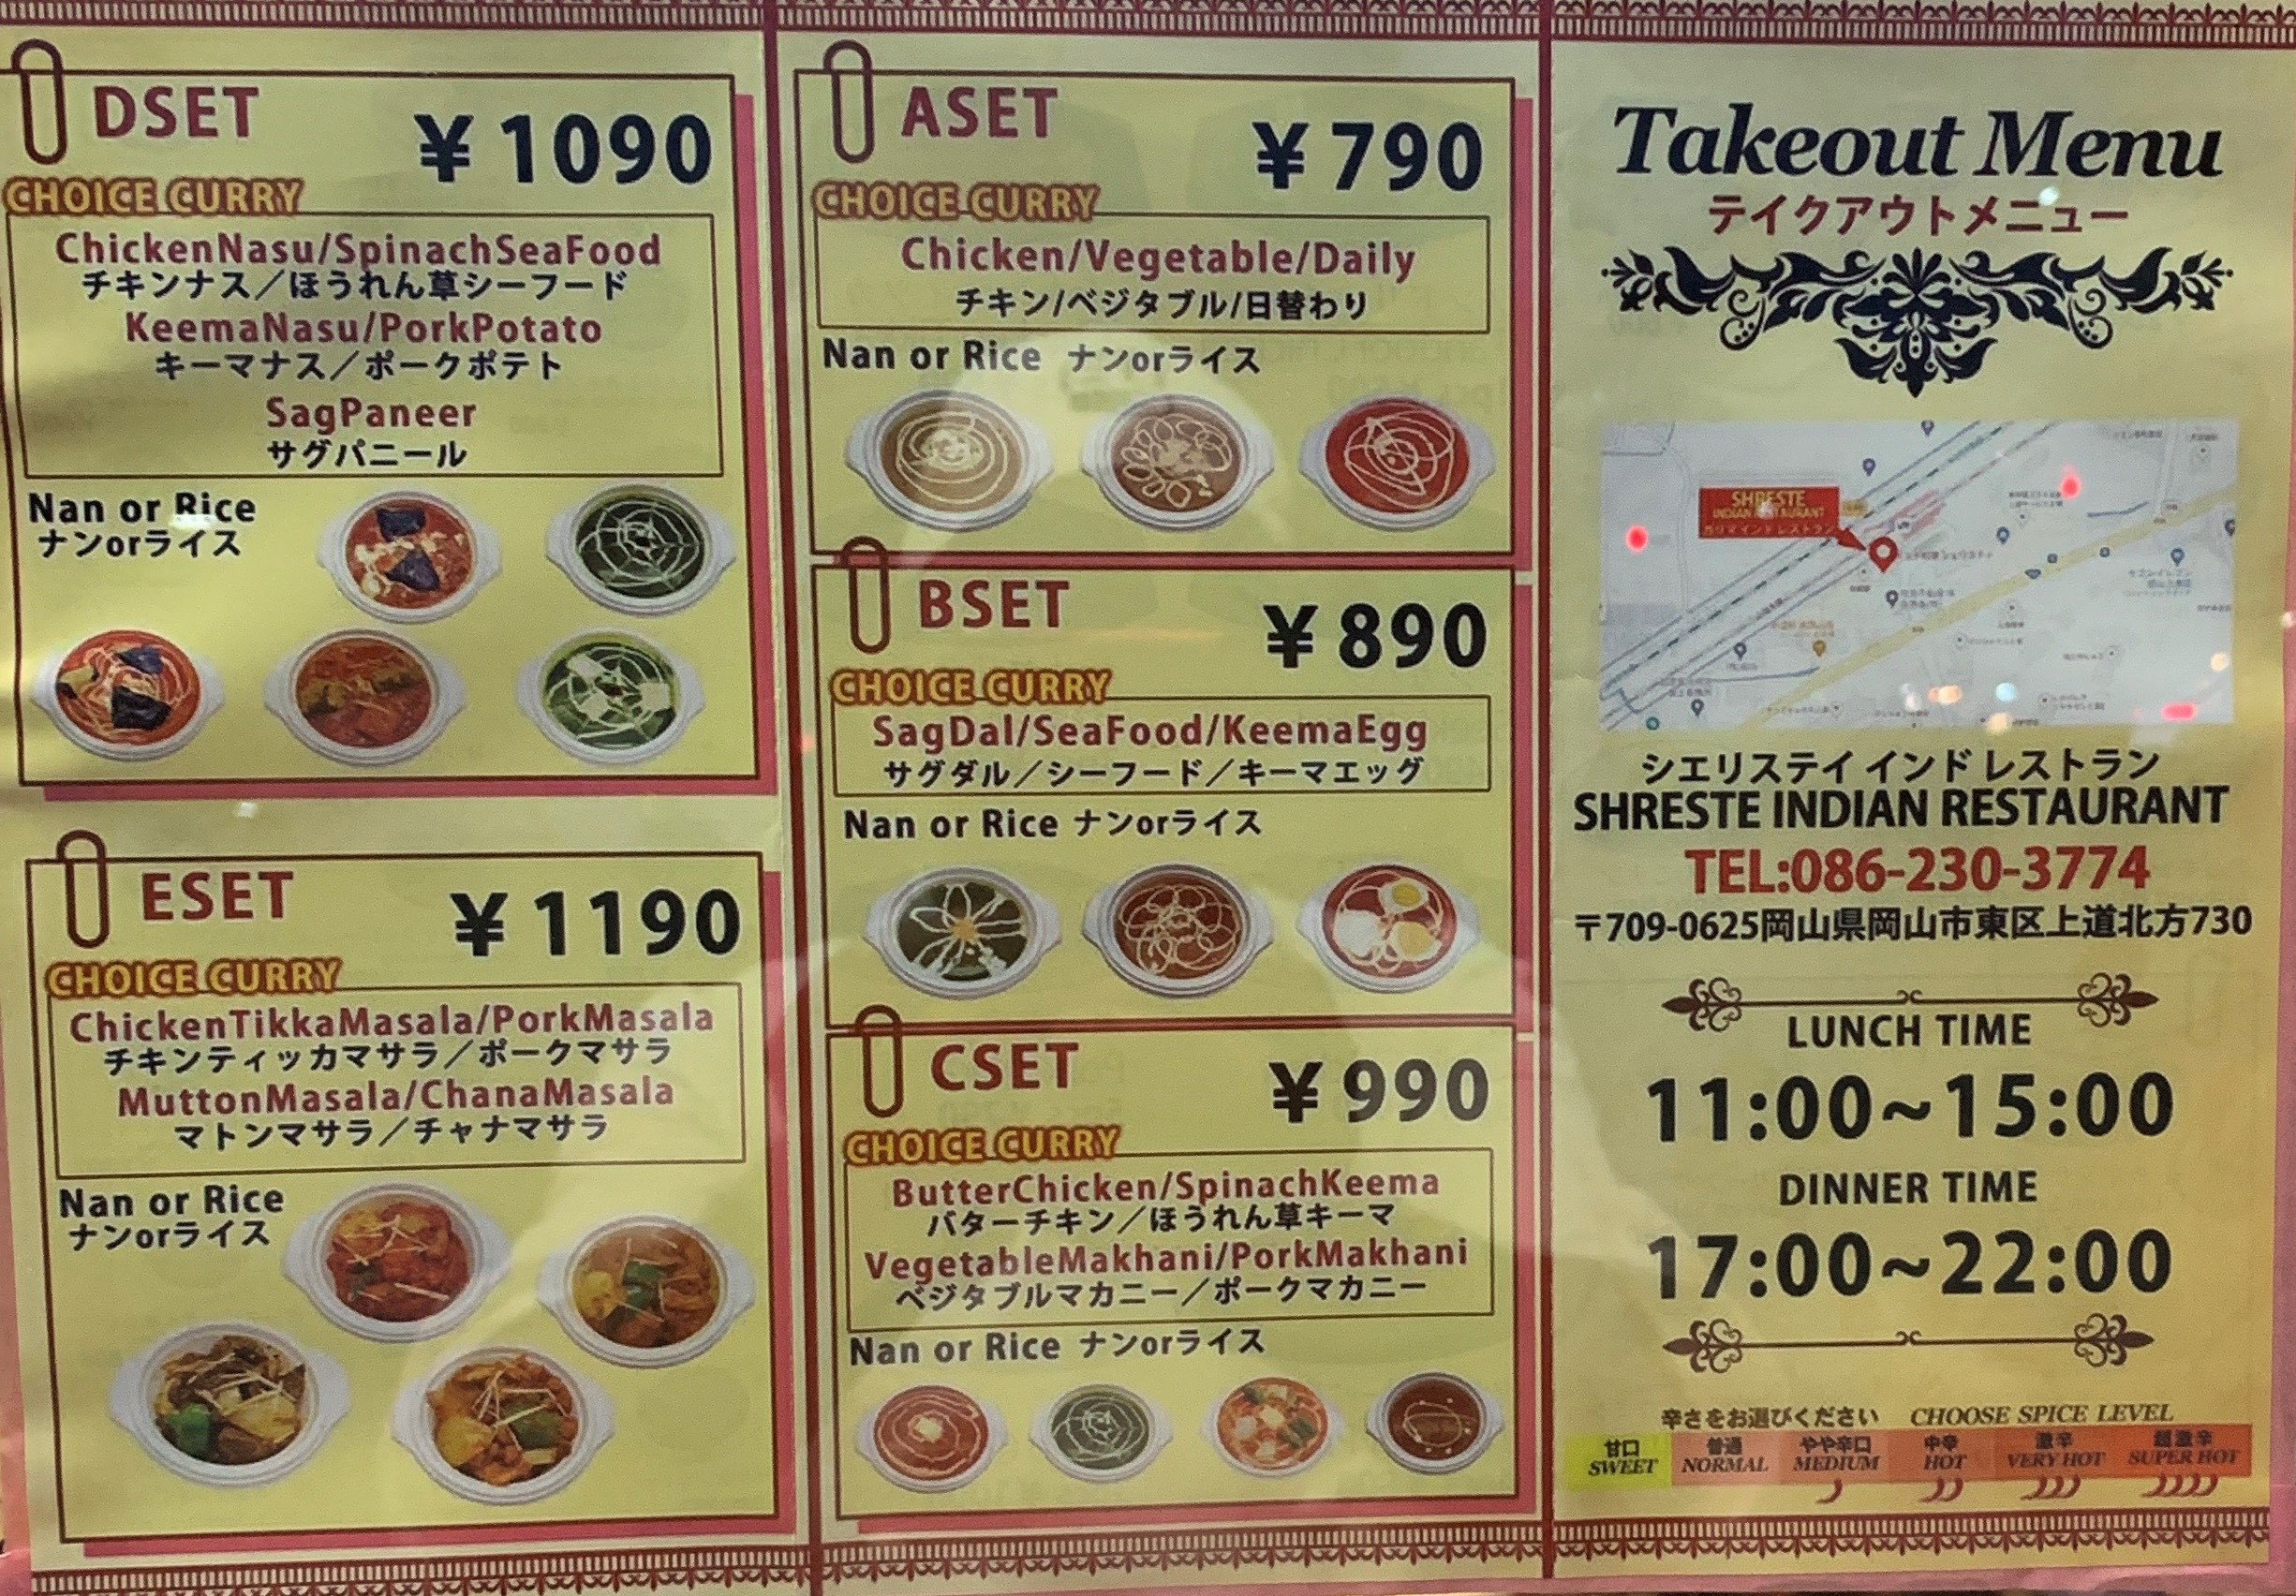 DSET
¥1090
CHOICE CURRY
ChickenNasu/SpinachSeaFood
チキンナス／ほうれん草シーフード
KeemaNasu/PorkPotato
キーマナス／ポークポテト
SagPaneer
サグパニール
Nan or Rice
ナンorライス
ESET
¥1190
CHOICE CURRY
ChickenTikkaMasala/PorkMasala
チキンティッカマサラ／ポークマサラ
MuttonMasala/ChanaMasala
マトンマサラ／チャナマサラ
Nan or Rice
ナンorライス
ASET
¥790
CHOICE CURRY
Chicken/Vegetable/Daily
チキン/ベジタブル/日替わり
Nan or Rice ナンorライス
BSET
¥890
CHOICE CURRY
SagDal/SeaFood/KeemaEgg
サグダル／シーフード／キーマエッグ
Nan or Rice ナンorライス
CSET
¥990
CHOICE CURRY
ButterChicken/SpinachKeema
バターチキン／ほうれん草キーマ
VegetableMakhani/PorkMakhani
ベジタブルマカニー／ポークマカニー
Nan or Rice ナンorライス
Takeout Menu
テイクアウトメニュー
SHRESTE
INDIAN RESTAURANT
シエリステイ インド レストラン
SHRESTE INDIAN RESTAURANT
TEL:086-230-3774
〒709-0625岡山県岡山市東区上道北方730
LUNCH TIME
11:00~15:00
DINNER TIME
17:00~22:00
辛さをお選びください CHOOSE SPICE LEVEL
甘口 普通 やや辛口 中辛 激辛 超激辛
SWEET NORMAL MEDIUM HOT VERY HOT SUPER HOT